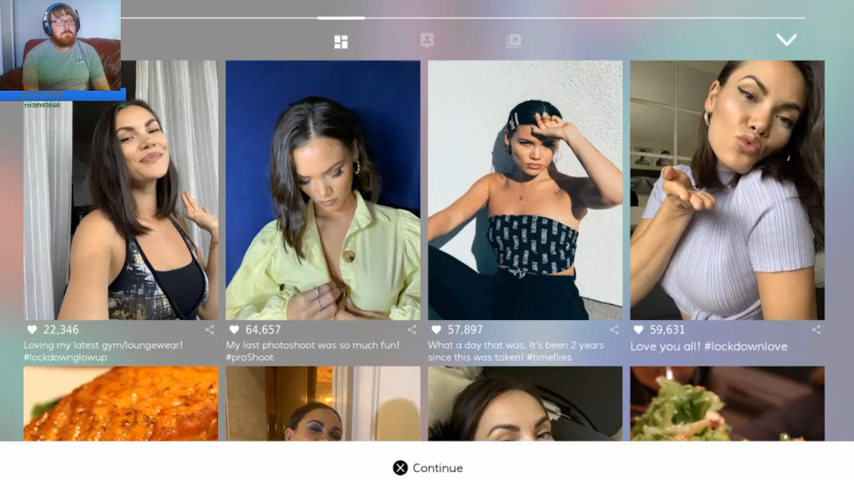 22,346
Loving my latest gym/loungewear!
#lockdownglowup
64,657
My last photoshoot was so much fun!
#proShoot
57,897
What a day that was. It's been 2 years
since this was taken! #timeflies
59,631
Love you all! #lockdownlove
Continue